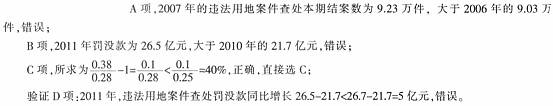 A 项，2007 年的违法用地案件查处本期结案数为 9.23 万件，大于 2006 年的 9.03 万
件，错误；
B 项，2011 年罚没款为 26.5 亿元，大于 2010 年的 21.7 亿元，错误；
C 项，所求为 0.38/0.28 -1= 0.1/0.28 < 0.1/0.25 =40%，正确，直接选 C；
验证 D 项：2011 年，违法用地案件查处罚没款同比增长 26.5-21.7<26.7-21.7=5 亿元，错误。